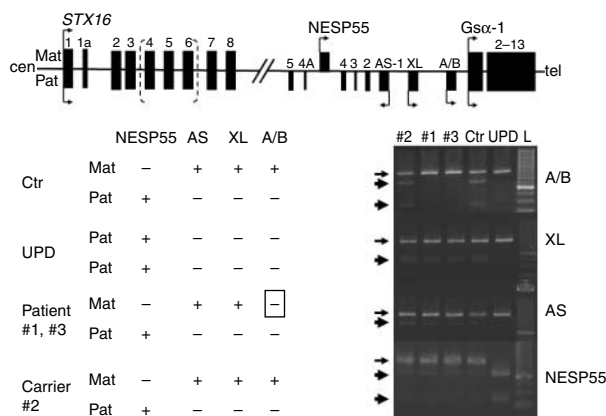 STX16
NESP55
Gsα-1
1 1a 2 3 4 5 6 7 8 5 4A 4 3 2 AS-1 XL A/B 2–13
Mat
cen
tel
Pat
NESP55 AS XL A/B
Ctr
Mat – + + +
Pat + – – –
UPD
Pat + – – –
Pat + – – –
Patient
#1, #3
Mat – + + –
Pat + – – –
Carrier
#2
Mat – + + +
Pat + – – –
#2 #1 #3 Ctr UPD L
A/B
XL
AS
NESP55